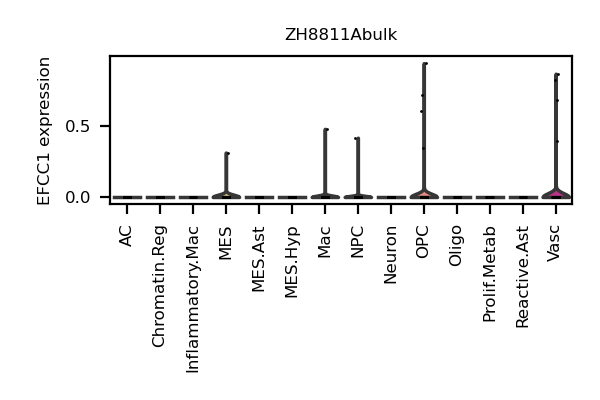 ZH8811Abulk
EFCC1 expression
0.5
0.0
AC
Chromatin.Reg
Inflammatory.Mac
MES
MES.Ast
MES.Hyp
Mac
NPC
Neuron
OPC
Oligo
Prolif.Metab
Reactive.Ast
Vasc